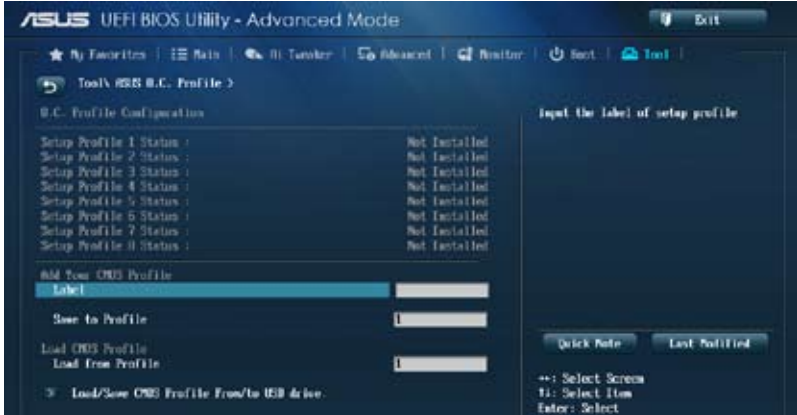 ASUS UEFI BIOS Utility - Advanced Mode
Exit
My Favorites
Main
Ai Tweaker
Advanced
Monitor
Boot
Tool
Tool\ ASUS O.C. Profile >
O.C. Profile Configuration
Input the label of setup profile
Setup Profile 1 Status : Not Installed
Setup Profile 2 Status : Not Installed
Setup Profile 3 Status : Not Installed
Setup Profile 4 Status : Not Installed
Setup Profile 5 Status : Not Installed
Setup Profile 6 Status : Not Installed
Setup Profile 7 Status : Not Installed
Setup Profile 8 Status : Not Installed
Add Your CMOS Profile
Label
Save to Profile 1
Load CMOS Profile
Load from Profile 1
> Load/Save CMOS Profile From/to USB drive.
Quick Note
Last Modified
→←: Select Screen
↑↓: Select Item
Enter: Select